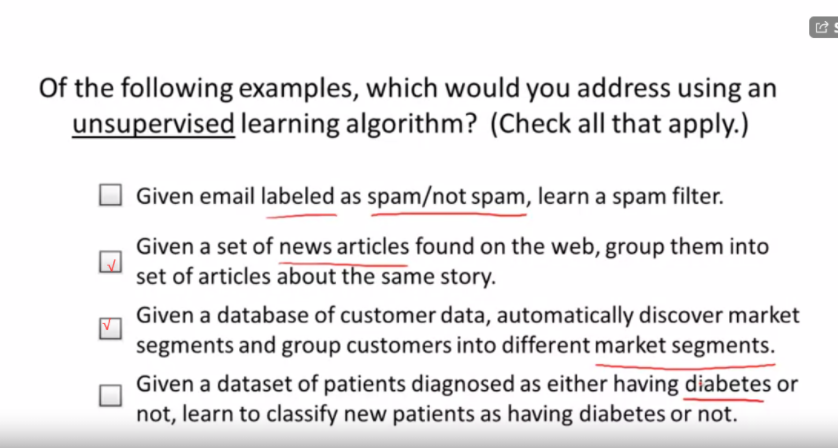 Of the following examples, which would you address using an
unsupervised learning algorithm? (Check all that apply.)
Given email labeled as spam/not spam, learn a spam filter.
Given a set of news articles found on the web, group them into
set of articles about the same story.
Given a database of customer data, automatically discover market
segments and group customers into different market segments.
Given a dataset of patients diagnosed as either having diabetes or
not, learn to classify new patients as having diabetes or not.